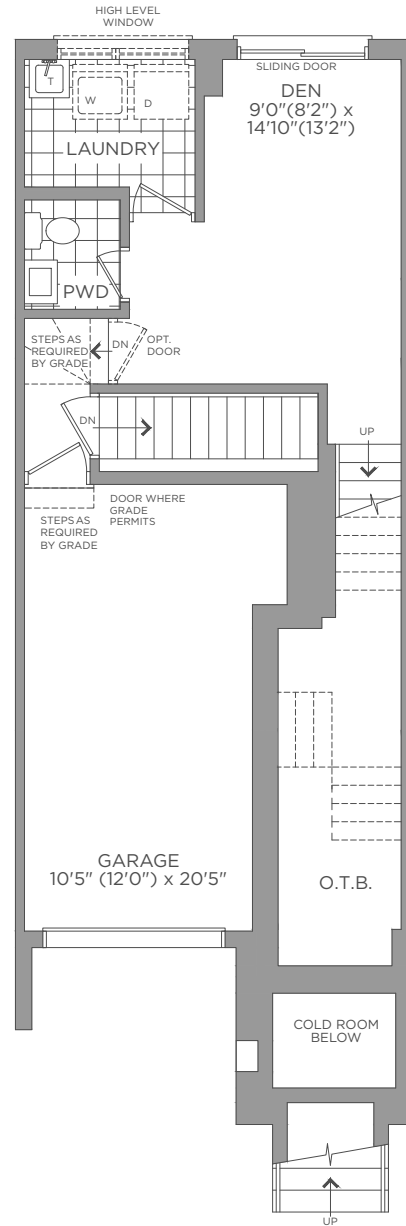 HIGH LEVEL
WINDOW
SLIDING DOOR
T
W
D
DEN
9'0"(8'2") x
14'10"(13'2")
LAUNDRY
PWD
STEPS AS
REQUIRED
BY GRADE
DN
OPT.
DOOR
DN
UP
STEPS AS
REQUIRED
BY GRADE
DOOR WHERE
GRADE
PERMITS
GARAGE
10'5" (12'0") x 20'5"
O.T.B.
COLD ROOM
BELOW
UP